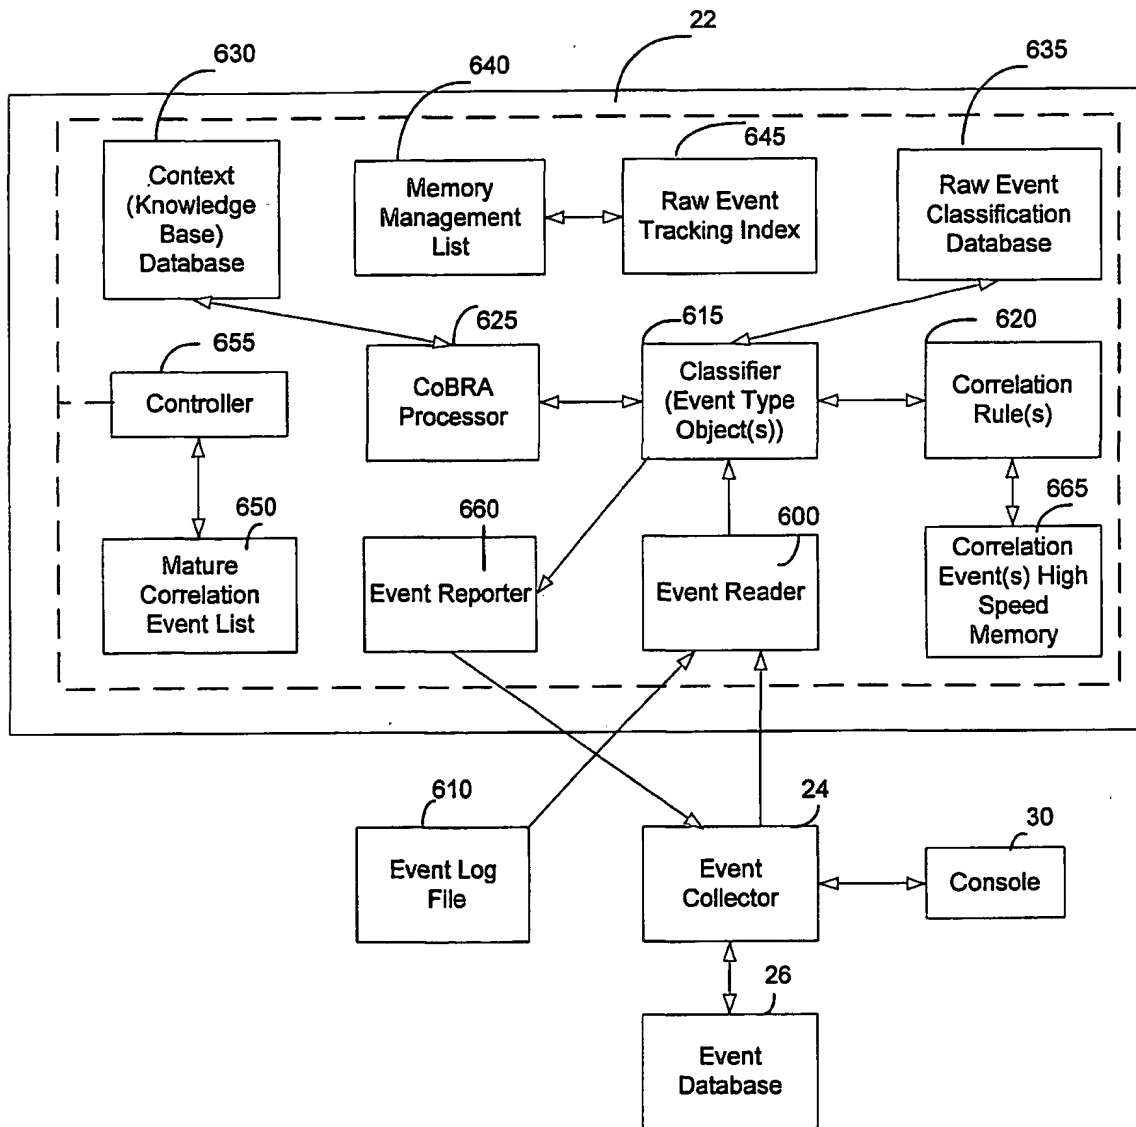 22
630
640
635
645
Context
(Knowledge
Base)
Database
Memory
Management
List
Raw Event
Tracking Index
Raw Event
Classification
Database
655
625
615
620
Controller
CoBRA
Processor
Classifier
(Event Type
Object(s))
Correlation
Rule(s)
650
660
600
665
Mature
Correlation
Event List
Event Reporter
Event Reader
Correlation
Event(s) High
Speed
Memory
610
24
30
Event Log
File
Event
Collector
Console
26
Event
Database